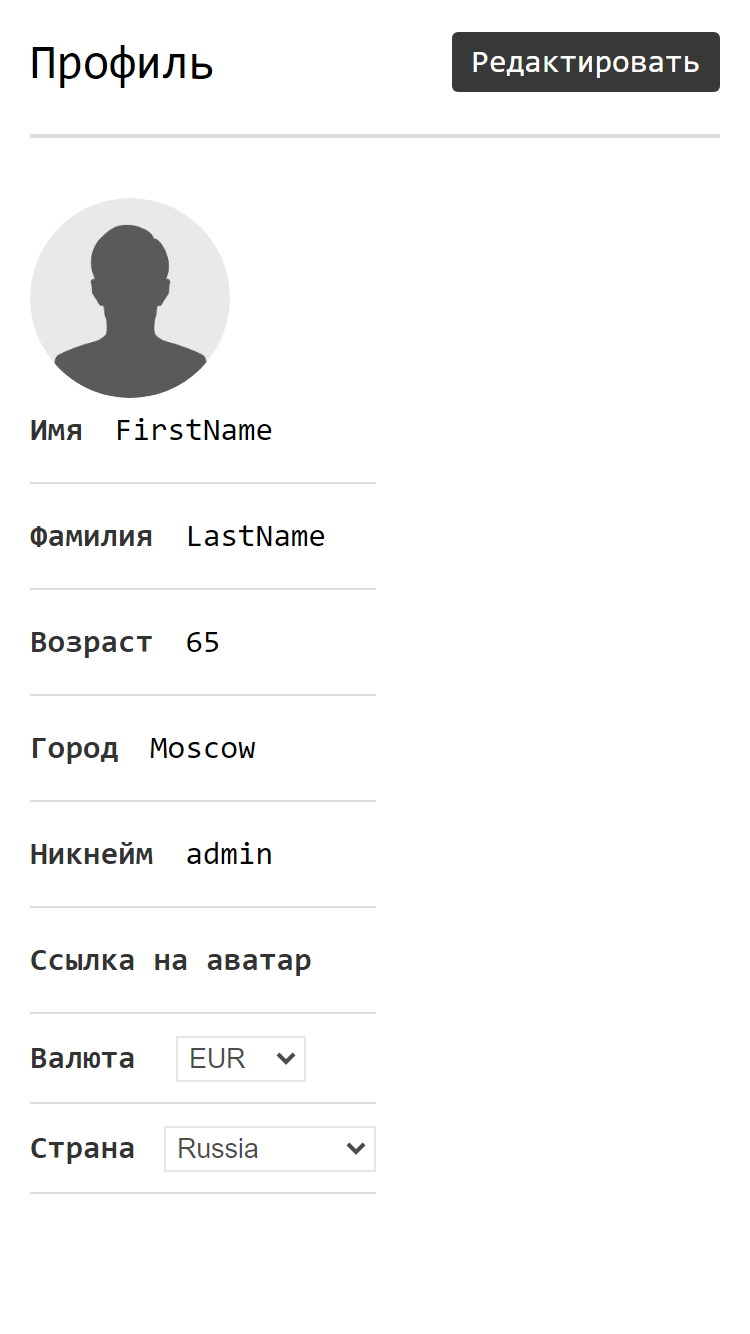 Профиль
Редактировать
Имя FirstName
Фамилия LastName
Возраст 65
Город Moscow
Никнейм admin
Ссылка на аватар
Валюта EUR
Страна Russia